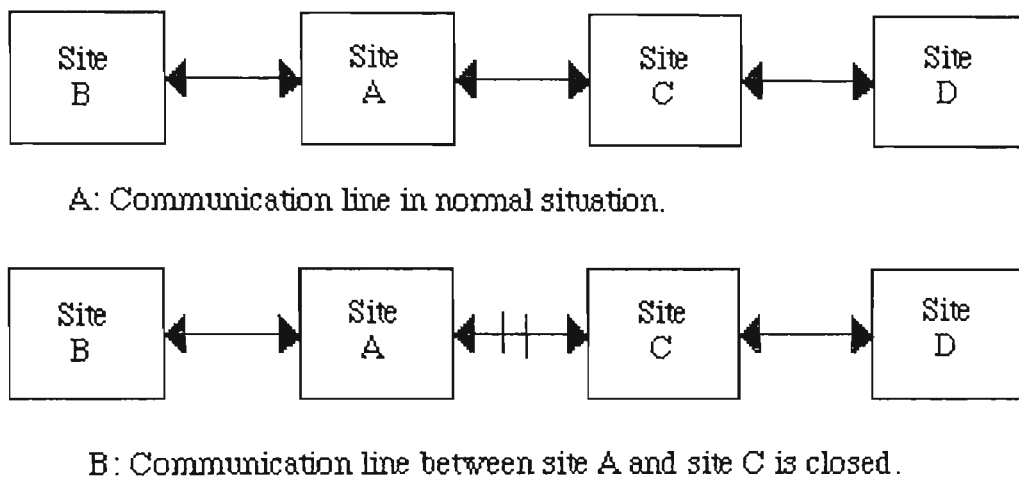 Site Site Site Site
B A C D
A: Communication line in normal situation.
Site Site Site Site
B A C D
B: Communication line between site A and site C is closed.